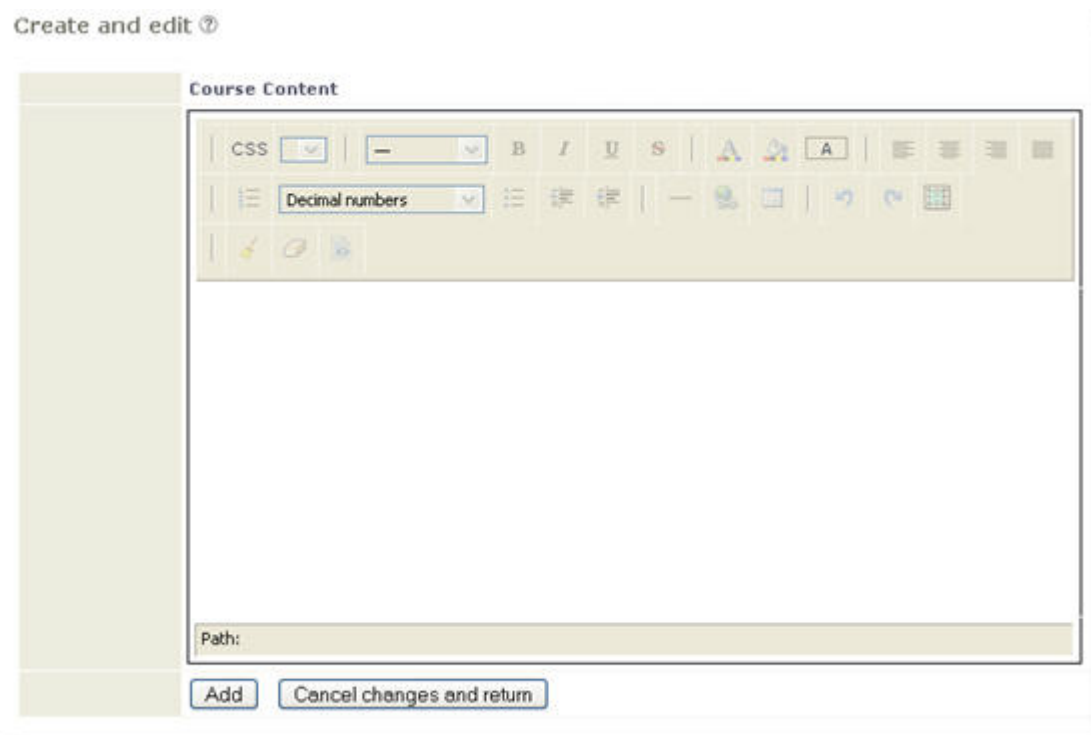 Create and edit ?
Course Content
CSS — B I U S A A
Decimal numbers
Path:
Add Cancel changes and return